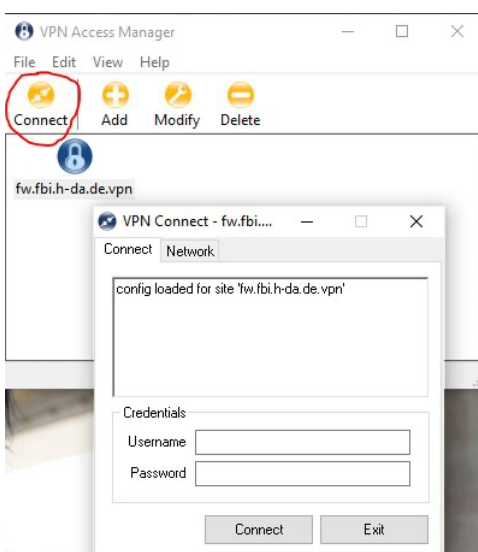 VPN Access Manager
File Edit View Help
Connect Add Modify Delete
fw.fbi.h-da.de.vpn
VPN Connect - fw.fbi....
Connect Network
config loaded for site 'fw.fbi.h-da.de.vpn'
Credentials
Username
Password
Connect Exit